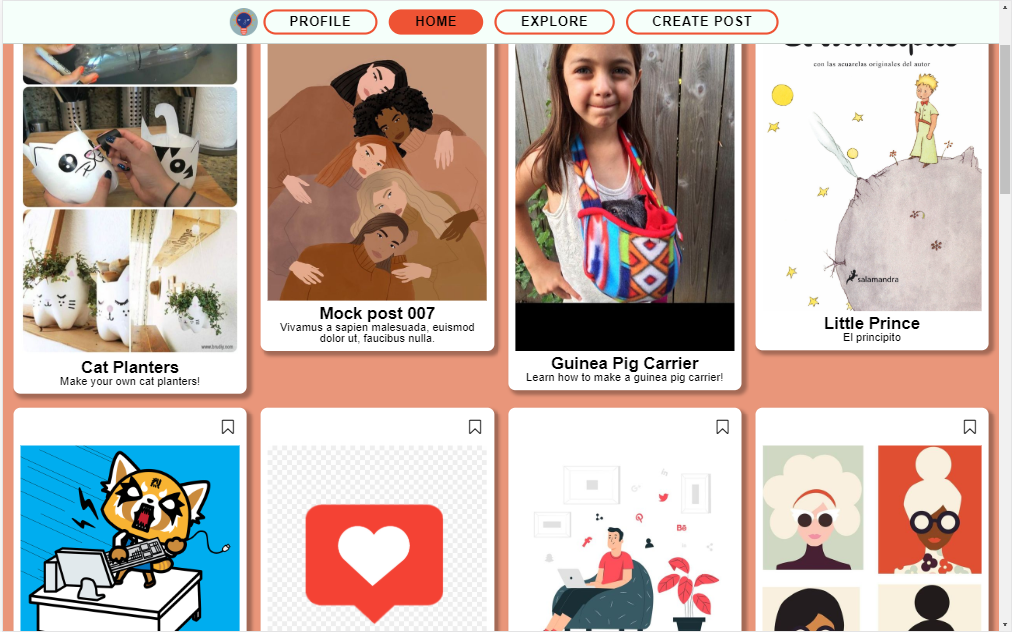 PROFILE
HOME
EXPLORE
CREATE POST
con las acuarelas originales del autor
salamandra
Cat Planters
Make your own cat planters!
Mock post 007
Vivamus a sapien malesuada, euismod
dolor ut, faucibus nulla.
Guinea Pig Carrier
Learn how to make a guinea pig carrier!
Little Prince
El principito
Bē